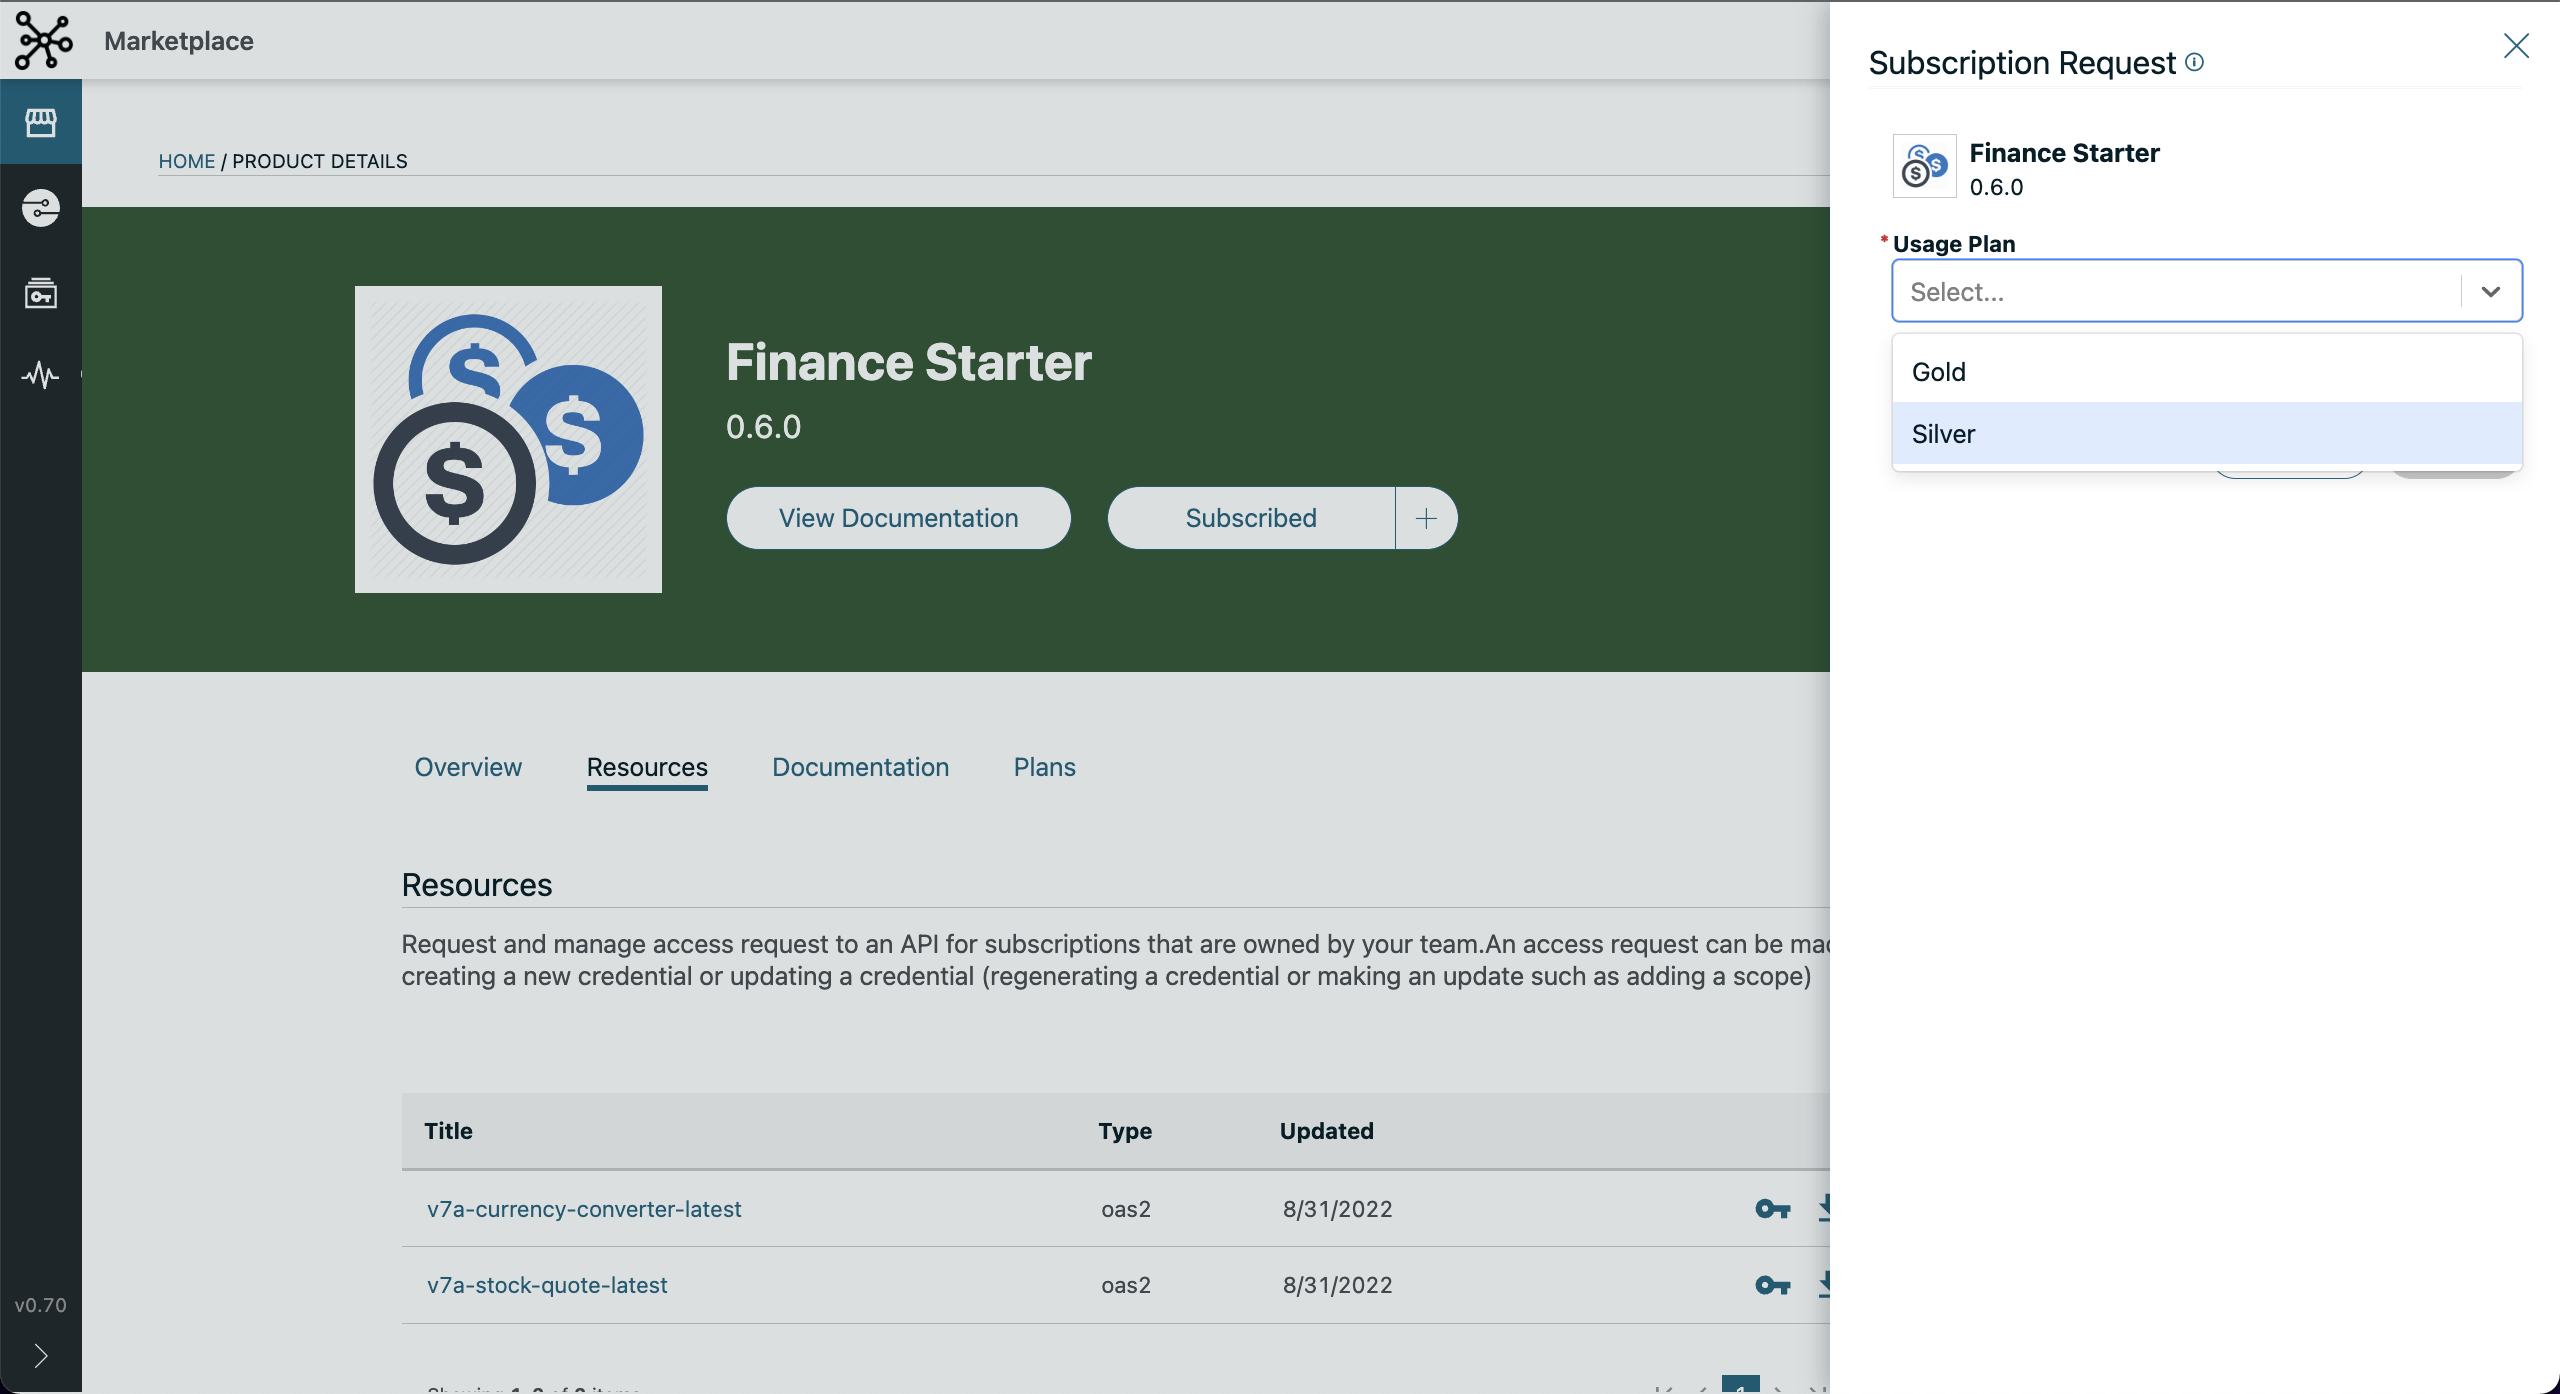 Marketplace
HOME / PRODUCT DETAILS
Finance Starter
0.6.0
View Documentation
Subscribed
Overview
Resources
Documentation
Plans
Resources
Request and manage access request to an API for subscriptions that are owned by your team.An access request can be
creating a new credential or updating a credential (regenerating a credential or making an update such as adding a scope)
Title Type Updated
v7a-currency-converter-latest oas2 8/31/2022
v7a-stock-quote-latest oas2 8/31/2022
v0.70
Subscription Request
Finance Starter
0.6.0
* Usage Plan
Select...
Gold
Silver